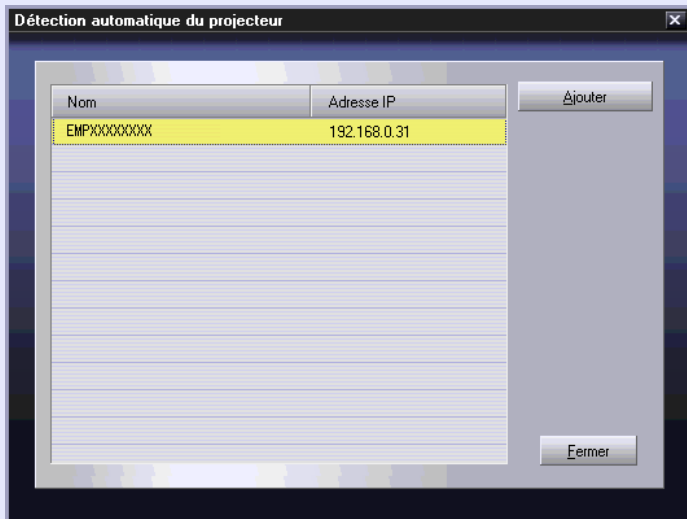 Détection automatique du projecteur
Nom Adresse IP Ajouter
EMPXXXXXXXX 192.168.0.31
Fermer